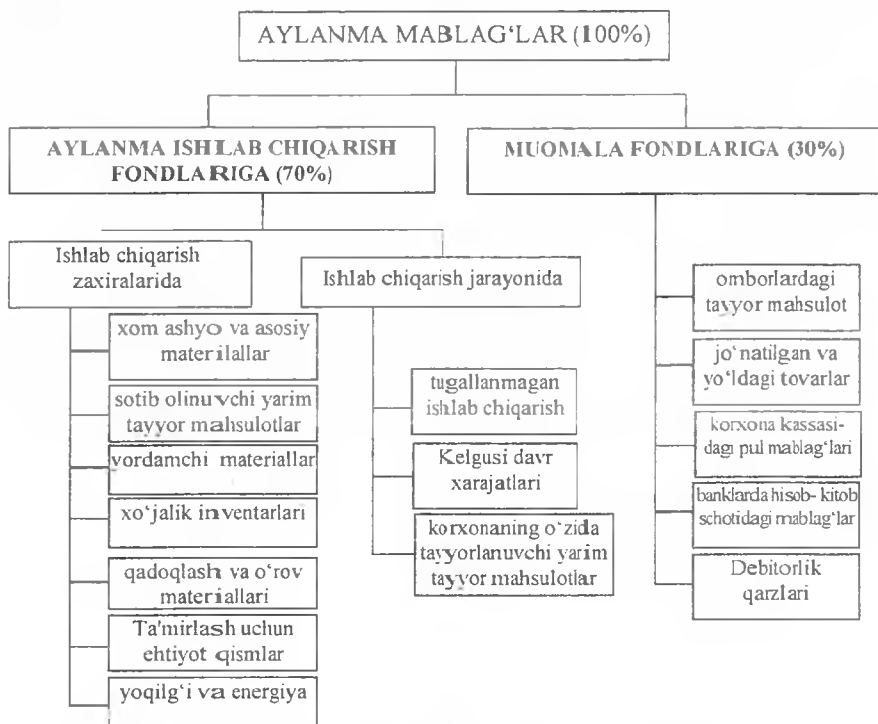 AYLANMA MABLAG‘LAR (100%)
AYLANMA ISHLAB CHIQARISH
FONDLARIGA (70%)
MUOMALA FONDLARIGA (30%)
Ishlab chiqarish
zaxiralarida
Ishlab chiqarish jarayonida
xom ashyo va asosiy
materilallar
sotib olinuvchi yarim
tayyor mahsulotlar
vordamchi materiallar
xo‘jalik inventarlari
qadoqlash va o‘rov
materiallari
Ta'mirlash uchun
ehtiyot qismlar
yoqilg‘i va energiya
tugallanmagan
ishlab chiqarish
Kelgusi davr
xarajatlari
korxonaning o‘zida
tayyorlanuvchi yarim
tayyor mahsulotlar
omborlardagi
tayyor mahsulot
jo‘natilgan va
yo‘ldagi tovarlar
korxona kassasi-
dagi pul mablag‘lari
banklarda hisob- kitob
schotidagi mablag‘lar
Debitorlik
qarzlari